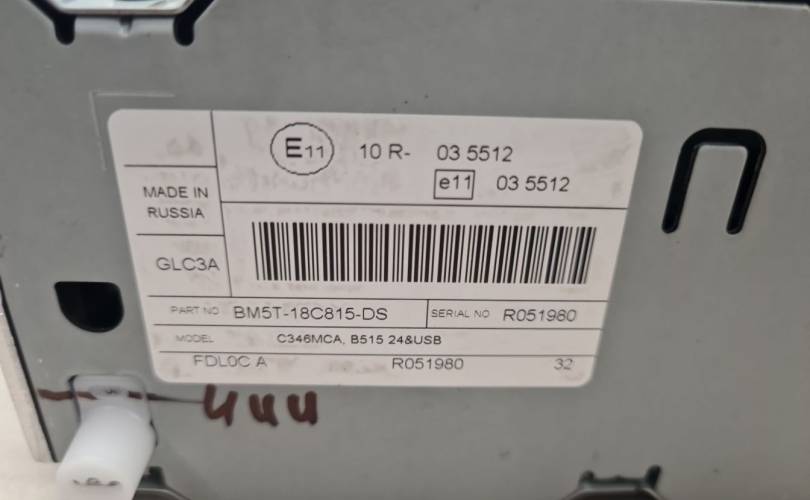 E11 10 R- 03 5512
e11 03 5512
MADE IN
RUSSIA
GLC3A
PART NO BM5T-18C815-DS SERIAL NO R051980
MODEL C346MCA, B515 24&USB
FDL0C A R051980 32